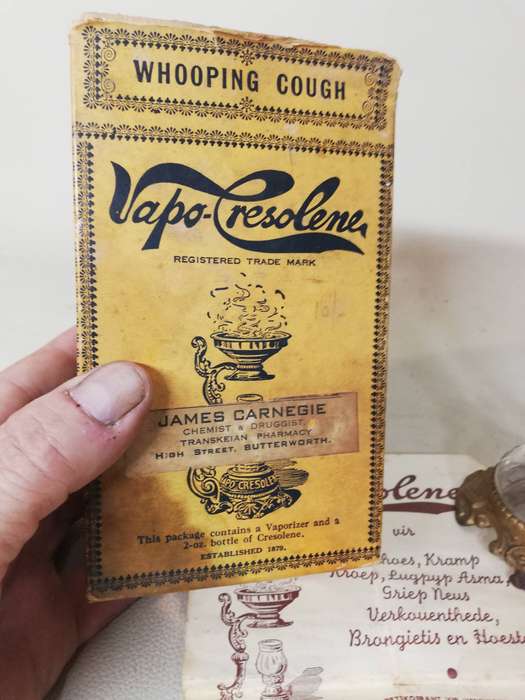 WHOOPING COUGH
Vapo-Cresolene
REGISTERED TRADE MARK
JAMES CARNEGIE
CHEMIST & DRUGGIST,
TRANSKEIAN PHARMACY
HIGH STREET, BUTTERWORTH.
VAPO CRESOLENE
This package contains a Vaporizer and a
2-oz. bottle of Cresolene.
ESTABLISHED 1879.
olene
vir
hoes, Kramp
Kroep, Lugpyp Asma,
Griep Neus
Verkouenthede,
Brongietis en Hoest